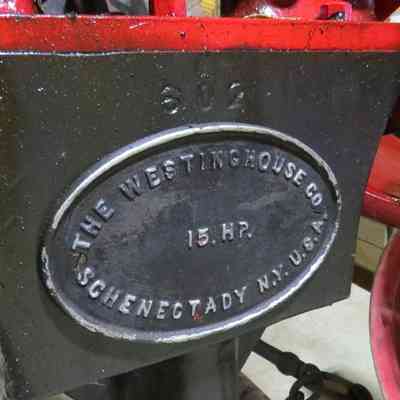 602
THE WESTINGHOUSE CO.
15. HP.
SCHENECTADY N.Y. U.S.A.